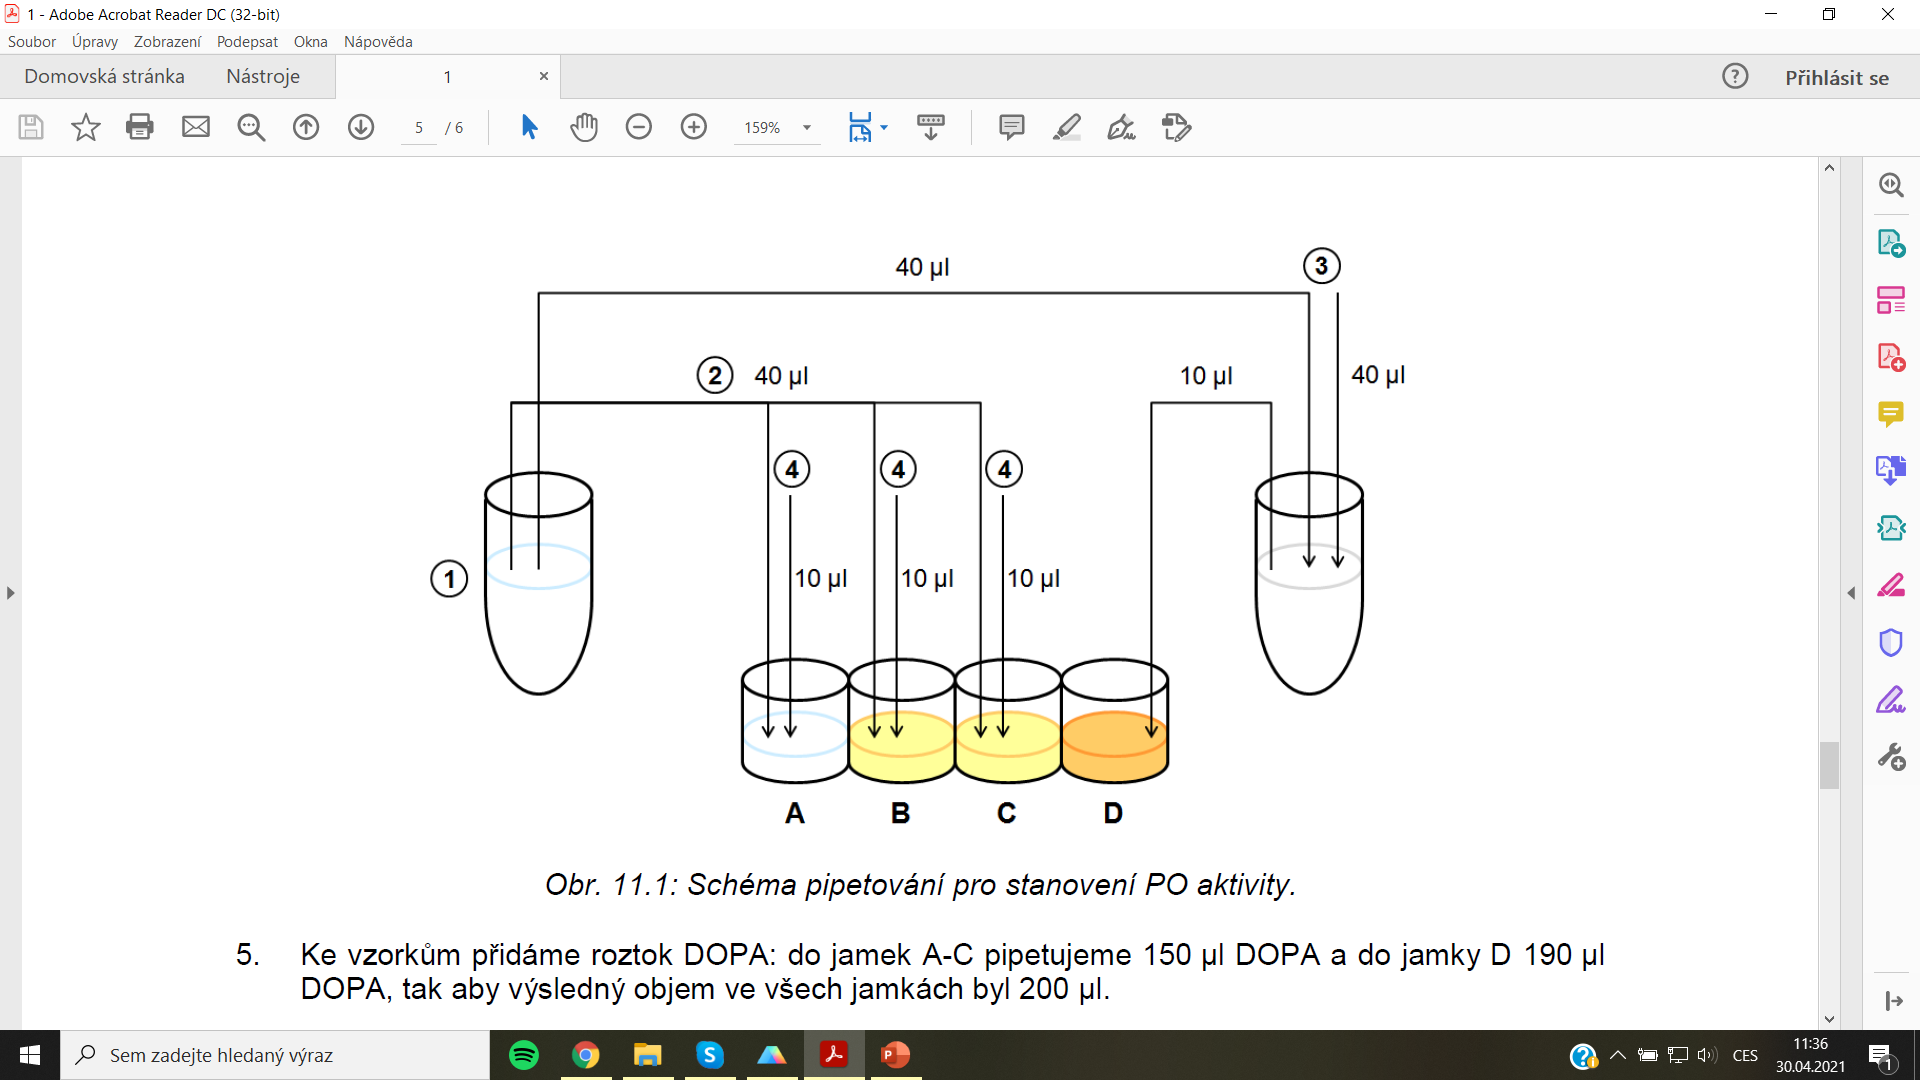 1 - Adobe Acrobat Reader DC (32-bit)
Soubor Úpravy Zobrazení Podepsat Okna Nápověda
Domovská stránka Nástroje 1 × ? Přihlásit se
5 / 6 159%
40 µl 3
2 40 µl 10 µl 40 µl
4 4 4
1 10 µl 10 µl 10 µl
A B C D
Obr. 11.1: Schéma pipetování pro stanovení PO aktivity.
5. Ke vzorkům přidáme roztok DOPA: do jamek A-C pipetujeme 150 µl DOPA a do jamky D 190 µl
DOPA, tak aby výsledný objem ve všech jamkách byl 200 µl.
Sem zadejte hledaný výraz
CES
11:36
30.04.2021
1